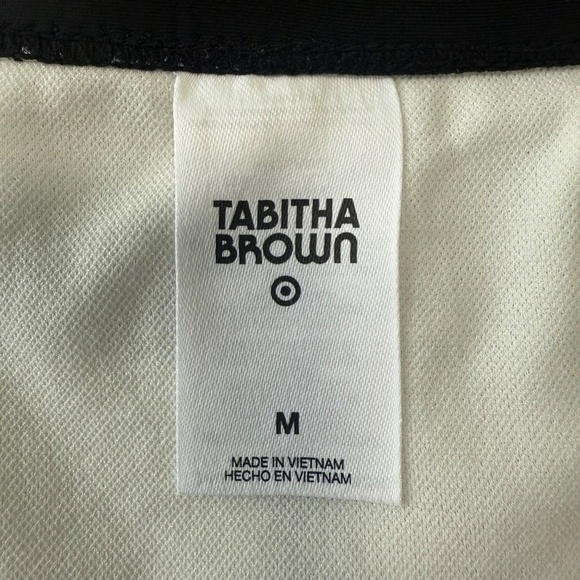 TABITHA
BROWN
M
MADE IN VIETNAM
HECHO EN VIETNAM